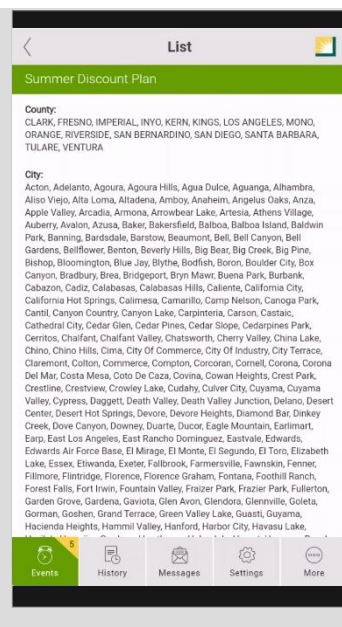 List
Summer Discount Plan
County:
CLARK, FRESNO, IMPERIAL, INYO, KERN, KINGS, LOS ANGELES, MONO,
ORANGE, RIVERSIDE, SAN BERNARDINO, SAN DIEGO, SANTA BARBARA,
TULARE, VENTURA
City:
Acton, Adelanto, Agoura, Agoura Hills, Agua Dulce, Aguanga, Alhambra,
Aliso Viejo, Alta Loma, Altadena, Amboy, Anaheim, Angelus Oaks, Anza,
Apple Valley, Arcadia, Armona, Arrowbear Lake, Artesia, Athens Village,
Auberry, Avalon, Azusa, Baker, Bakersfield, Balboa, Balboa Island, Baldwin
Park, Banning, Bardsdale, Barstow, Beaumont, Bell, Bell Canyon, Bell
Gardens, Bellflower, Benton, Beverly Hills, Big Bear, Big Creek, Big Pine,
Bishop, Bloomington, Blue Jay, Blythe, Bodfish, Boron, Boulder City, Box
Canyon, Bradbury, Brea, Bridgeport, Bryn Mawr, Buena Park, Burbank,
Cabazon, Cadiz, Calabasas, Calabasas Hills, Caliente, California City,
California Hot Springs, Calimesa, Camarillo, Camp Nelson, Canoga Park,
Cantil, Canyon Country, Canyon Lake, Carpinteria, Carson, Castaic,
Cathedral City, Cedar Glen, Cedar Pines, Cedar Slope, Cedarpines Park,
Cerritos, Chalfant, Chalfant Valley, Chatsworth, Cherry Valley, China Lake,
Chino, Chino Hills, Cima, City Of Commerce, City Of Industry, City Terrace,
Claremont, Colton, Commerce, Compton, Corcoran, Cornell, Corona, Corona
Del Mar, Costa Mesa, Coto De Caza, Covina, Cowan Heights, Crest Park,
Crestline, Crestview, Crowley Lake, Cudahy, Culver City, Cuyama, Cuyama
Valley, Cypress, Daggett, Death Valley, Death Valley Junction, Delano, Desert
Center, Desert Hot Springs, Devore, Devore Heights, Diamond Bar, Dinkey
Creek, Dove Canyon, Downey, Duarte, Ducor, Eagle Mountain, Earlimart,
Earp, East Los Angeles, East Rancho Dominguez, Eastvale, Edwards,
Edwards Air Force Base, El Mirage, El Monte, El Segundo, El Toro, Elizabeth
Lake, Essex, Etiwanda, Exeter, Fallbrook, Farmersville, Fawnskin, Fenner,
Fillmore, Flintridge, Florence, Florence Graham, Fontana, Foothill Ranch,
Forest Falls, Fort Irwin, Fountain Valley, Fraizer Park, Frazier Park, Fullerton,
Garden Grove, Gardena, Gaviota, Glen Avon, Glendora, Glennville, Goleta,
Gorman, Goshen, Grand Terrace, Green Valley Lake, Guasti, Guyama,
Hacienda Heights, Hammil Valley, Hanford, Harbor City, Havasu Lake,
5
Events History Messages Settings More